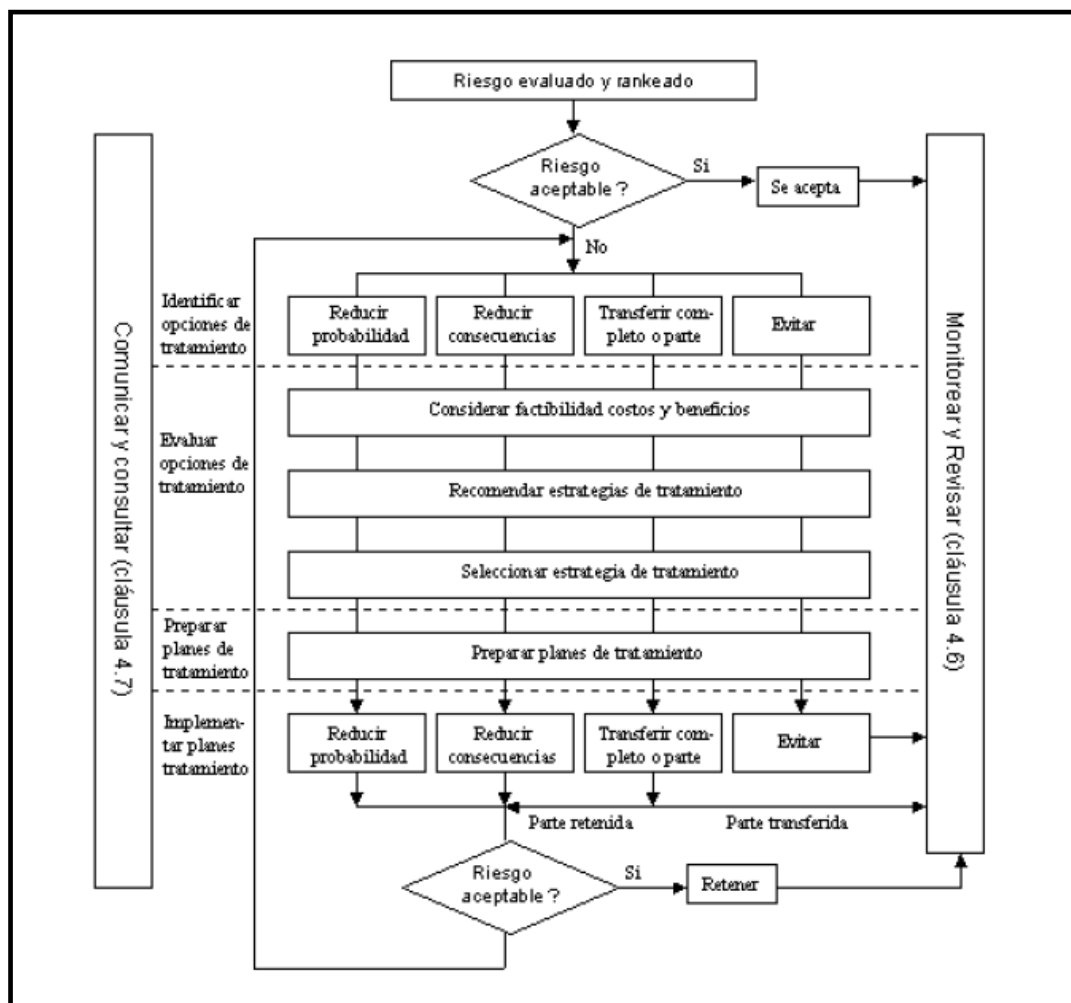 Riesgo evaluado y rankeado
Riesgo
aceptable ?
Si
Se acepta
No
Comunicar y consultar (cláusula 4.7)
Monitorear y Revisar (cláusula 4.6)
Identificar
opciones de
tratamiento
Reducir
probabilidad
Reducir
consecuencias
Transferir com-
pleto o parte
Evitar
Evaluar
opciones de
tratamiento
Considerar factibilidad costos y beneficios
Recomendar estrategias de tratamiento
Seleccionar estrategia de tratamiento
Preparar
planes de
tratamiento
Preparar planes de tratamiento
Implemen-
tar planes
tratamiento
Reducir
probabilidad
Reducir
consecuencias
Transferir com-
pleto o parte
Evitar
Parte retenida
Parte transferida
Riesgo
aceptable ?
Si
Retener